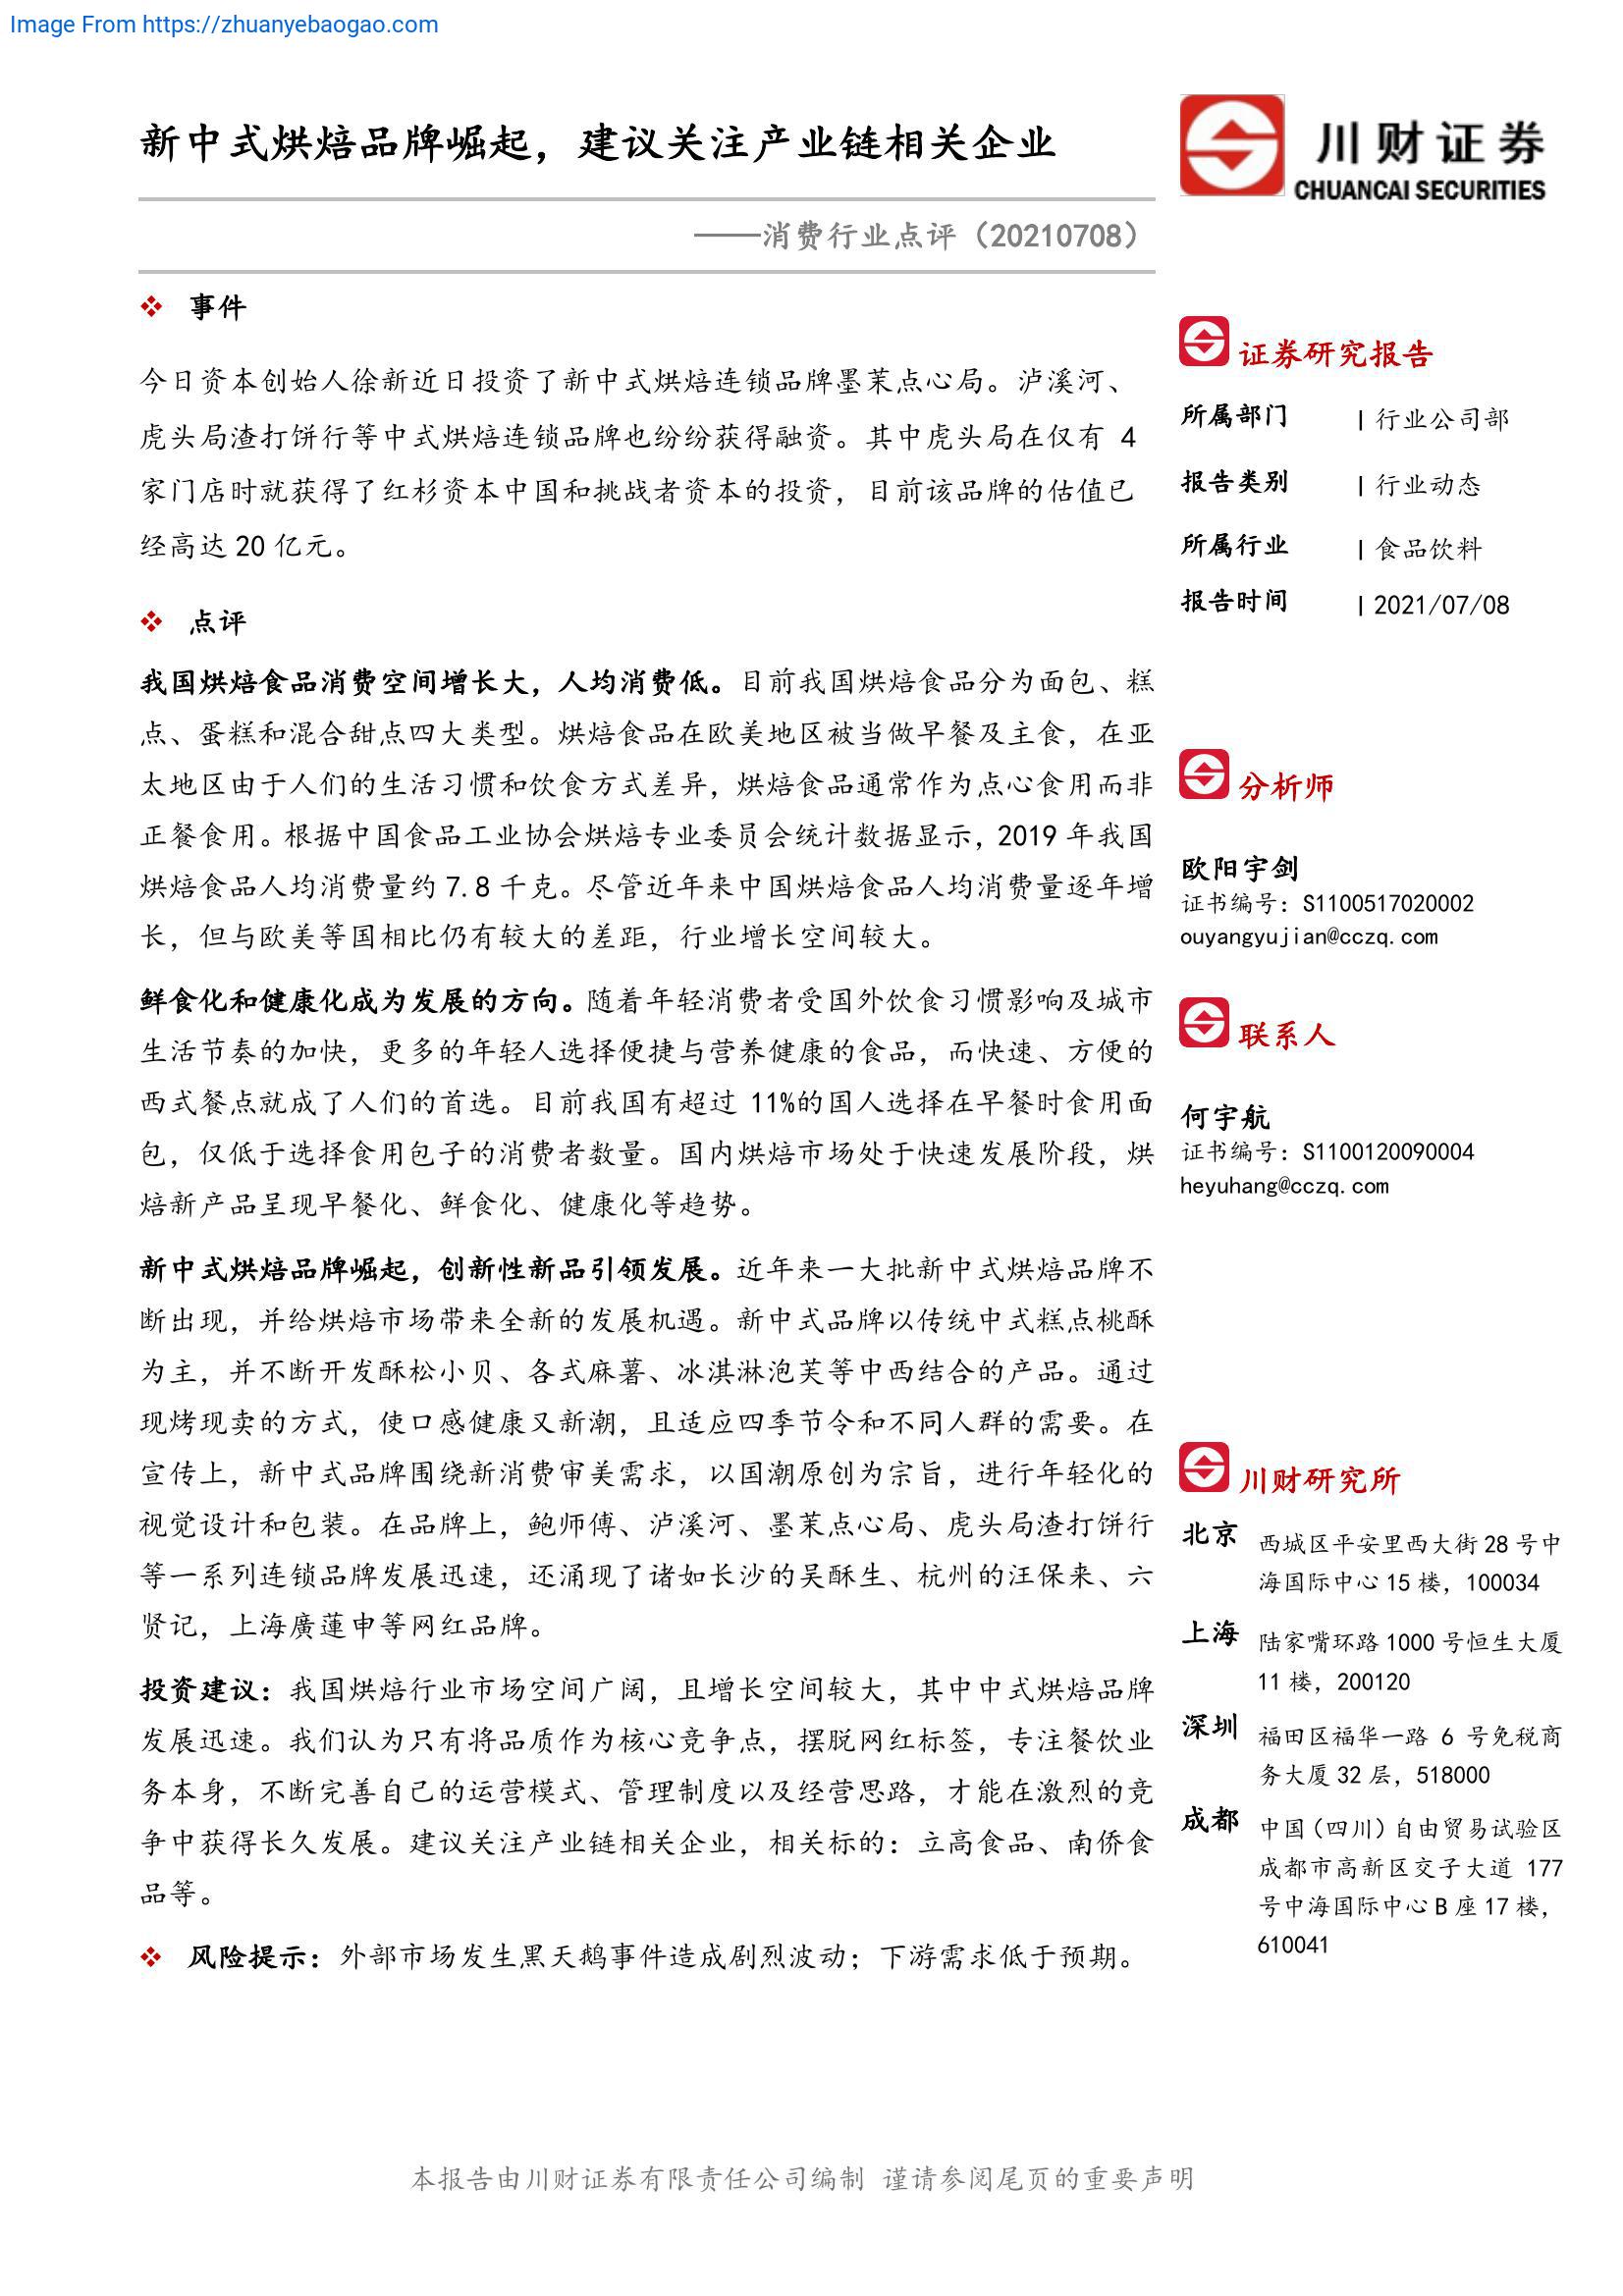 Image From https://zhuanyebaogao.com
新中式烘焙品牌崛起，建议关注产业链相关企业
——消费行业点评（20210708）
事件
今日资本创始人徐新近日投资了新中式烘焙连锁品牌墨茉点心局。泸溪河、
虎头局渣打饼行等中式烘焙连锁品牌也纷纷获得融资。其中虎头局在仅有 4
家门店时就获得了红杉资本中国和挑战者资本的投资，目前该品牌的估值已
经高达 20 亿元。
点评
我国烘焙食品消费空间增长大，人均消费低。目前我国烘焙食品分为面包、糕
点、蛋糕和混合甜点四大类型。烘焙食品在欧美地区被当做早餐及主食，在亚
太地区由于人们的生活习惯和饮食方式差异，烘焙食品通常作为点心食用而非
正餐食用。根据中国食品工业协会烘焙专业委员会统计数据显示，2019 年我国
烘焙食品人均消费量约 7.8 千克。尽管近年来中国烘焙食品人均消费量逐年增
长，但与欧美等国相比仍有较大的差距，行业增长空间较大。
鲜食化和健康化成为发展的方向。随着年轻消费者受国外饮食习惯影响及城市
生活节奏的加快，更多的年轻人选择便捷与营养健康的食品，而快速、方便的
西式餐点就成了人们的首选。目前我国有超过 11%的国人选择在早餐时食用面
包，仅低于选择食用包子的消费者数量。国内烘焙市场处于快速发展阶段，烘
焙新产品呈现早餐化、鲜食化、健康化等趋势。
新中式烘焙品牌崛起，创新性新品引领发展。近年来一大批新中式烘焙品牌不
断出现，并给烘焙市场带来全新的发展机遇。新中式品牌以传统中式糕点桃酥
为主，并不断开发酥松小贝、各式麻薯、冰淇淋泡芙等中西结合的产品。通过
现烤现卖的方式，使口感健康又新潮，且适应四季节令和不同人群的需要。在
宣传上，新中式品牌围绕新消费审美需求，以国潮原创为宗旨，进行年轻化的
视觉设计和包装。在品牌上，鲍师傅、泸溪河、墨茉点心局、虎头局渣打饼行
等一系列连锁品牌发展迅速，还涌现了诸如长沙的吴酥生、杭州的汪保来、六
贤记，上海廣蓮申等网红品牌。
投资建议：我国烘焙行业市场空间广阔，且增长空间较大，其中中式烘焙品牌
发展迅速。我们认为只有将品质作为核心竞争点，摆脱网红标签，专注餐饮业
务本身，不断完善自己的运营模式、管理制度以及经营思路，才能在激烈的竞
争中获得长久发展。建议关注产业链相关企业，相关标的：立高食品、南侨食
品等。
风险提示：外部市场发生黑天鹅事件造成剧烈波动；下游需求低于预期。
川财证券
CHUANCAI SECURITIES
证券研究报告
所属部门 | 行业公司部
报告类别 | 行业动态
所属行业 | 食品饮料
报告时间 | 2021/07/08
分析师
欧阳宇剑
证书编号：S1100517020002
ouyangyujian@cczq.com
联系人
何宇航
证书编号：S1100120090004
heyuhang@cczq.com
川财研究所
北京 西城区平安里西大街 28 号中
海国际中心 15 楼，100034
上海 陆家嘴环路 1000 号恒生大厦
11 楼，200120
深圳 福田区福华一路 6 号免税商
务大厦 32 层，518000
成都 中国（四川）自由贸易试验区
成都市高新区交子大道 177
号中海国际中心 B 座 17 楼，
610041
本报告由川财证券有限责任公司编制 谨请参阅尾页的重要声明